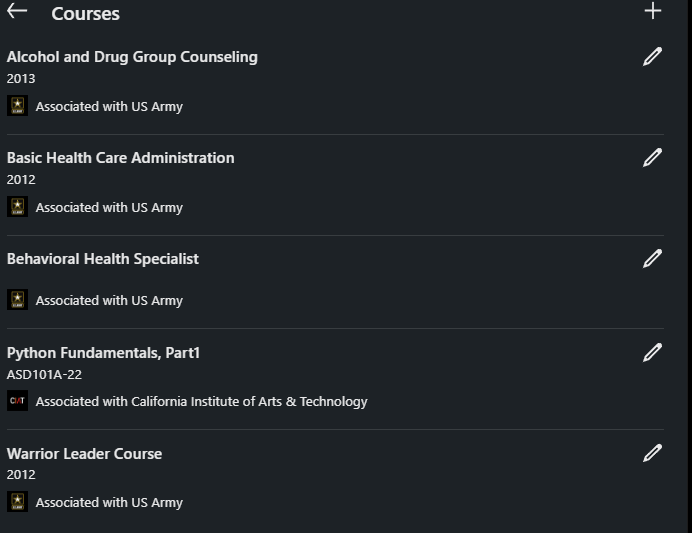 Courses
Alcohol and Drug Group Counseling
2013
Associated with US Army
Basic Health Care Administration
2012
Associated with US Army
Behavioral Health Specialist
Associated with US Army
Python Fundamentals, Part1
ASD101A-22
CIAT
Associated with California Institute of Arts & Technology
Warrior Leader Course
2012
Associated with US Army